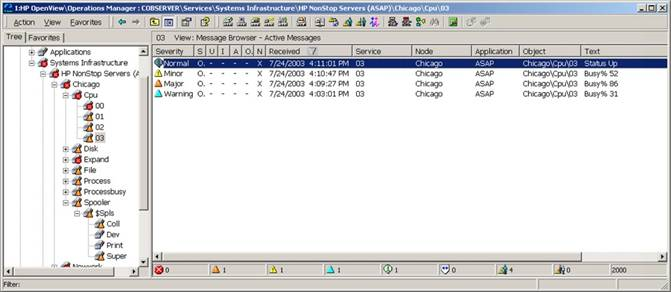 1:HP OpenView\Operations Manager : COBSERVER\Services\Systems Infrastructure\HP NonStop Servers (ASAP)\Chicago\Cpu\03
Action View Favorites
Tree Favorites
03 View: Message Browser - Active Messages
Severity S U I A O. N Received Service Node Application Object Text
Normal O. - - - - X 7/24/2003 4:11:01 PM 03 Chicago ASAP Chicago\Cpu\03 Status Up
Minor O. - - - - X 7/24/2003 4:10:47 PM 03 Chicago ASAP Chicago\Cpu\03 Busy% 52
Major O. - - - - X 7/24/2003 4:09:27 PM 03 Chicago ASAP Chicago\Cpu\03 Busy% 86
Warning O. - - - - X 7/24/2003 4:03:01 PM 03 Chicago ASAP Chicago\Cpu\03 Busy% 31
Applications
Systems Infrastructure
HP NonStop Servers (A
Chicago
Cpu
00
01
02
03
Disk
Expand
File
Process
Processbusy
Spooler
$Spls
Coll
Dev
Print
Super
0 1 1 1 1 0 4 0 2000
Filter: